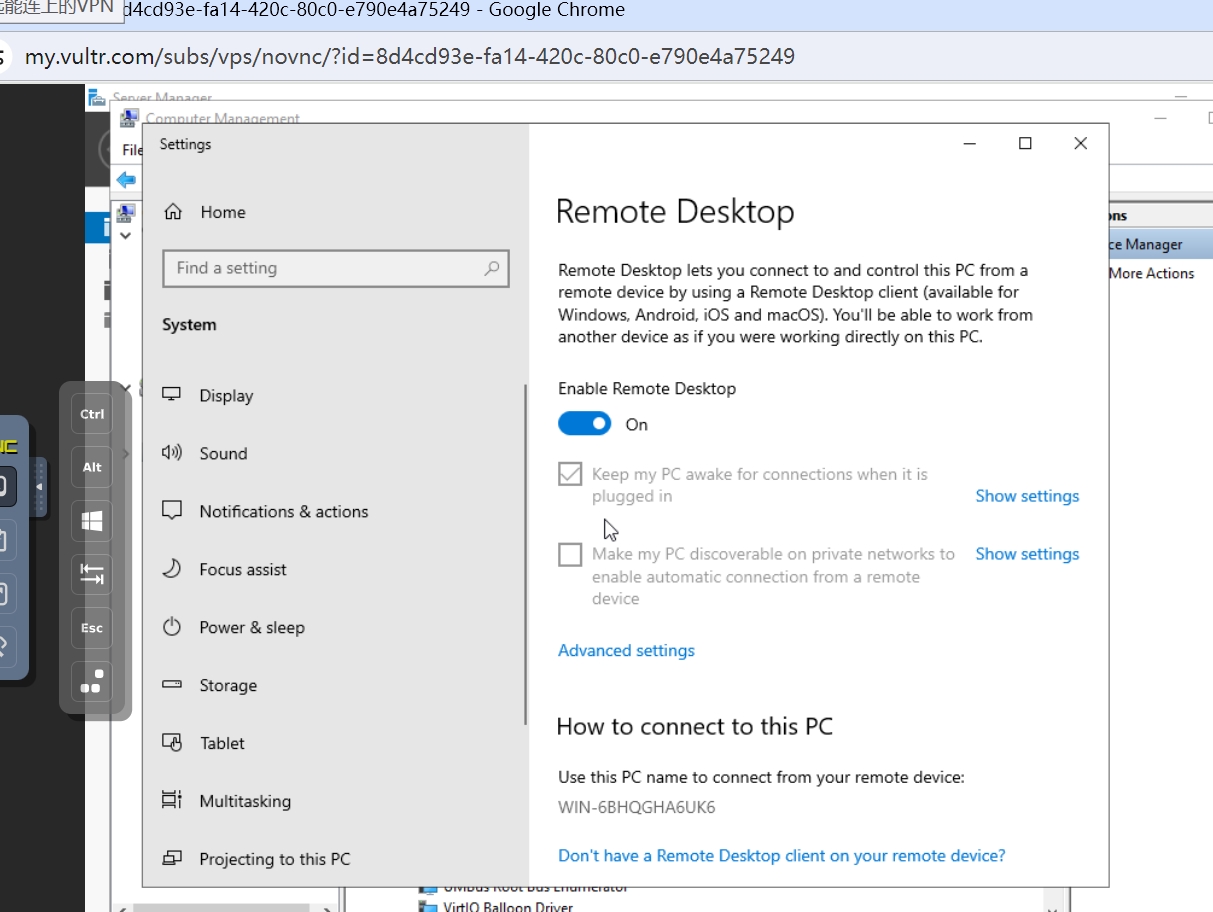 能连上的VPN
d4cd93e-fa14-420c-80c0-e790e4a75249 - Google Chrome
my.vultr.com/subs/vps/novnc/?id=8d4cd93e-fa14-420c-80c0-e790e4a75249
Server Manager
Computer Management
File
Settings
Home
Find a setting
System
Display
Sound
Notifications & actions
Focus assist
Power & sleep
Storage
Tablet
Multitasking
Projecting to this PC
Ctrl
Alt
Esc
Remote Desktop
Remote Desktop lets you connect to and control this PC from a
remote device by using a Remote Desktop client (available for
Windows, Android, iOS and macOS). You'll be able to work from
another device as if you were working directly on this PC.
Enable Remote Desktop
On
Keep my PC awake for connections when it is
plugged in
Show settings
Make my PC discoverable on private networks to
enable automatic connection from a remote
device
Show settings
Advanced settings
How to connect to this PC
Use this PC name to connect from your remote device:
WIN-6BHQGHA6UK6
Don't have a Remote Desktop client on your remote device?
ons
ce Manager
More Actions
UMBus Root Bus Enumerator
VirtIO Balloon Driver